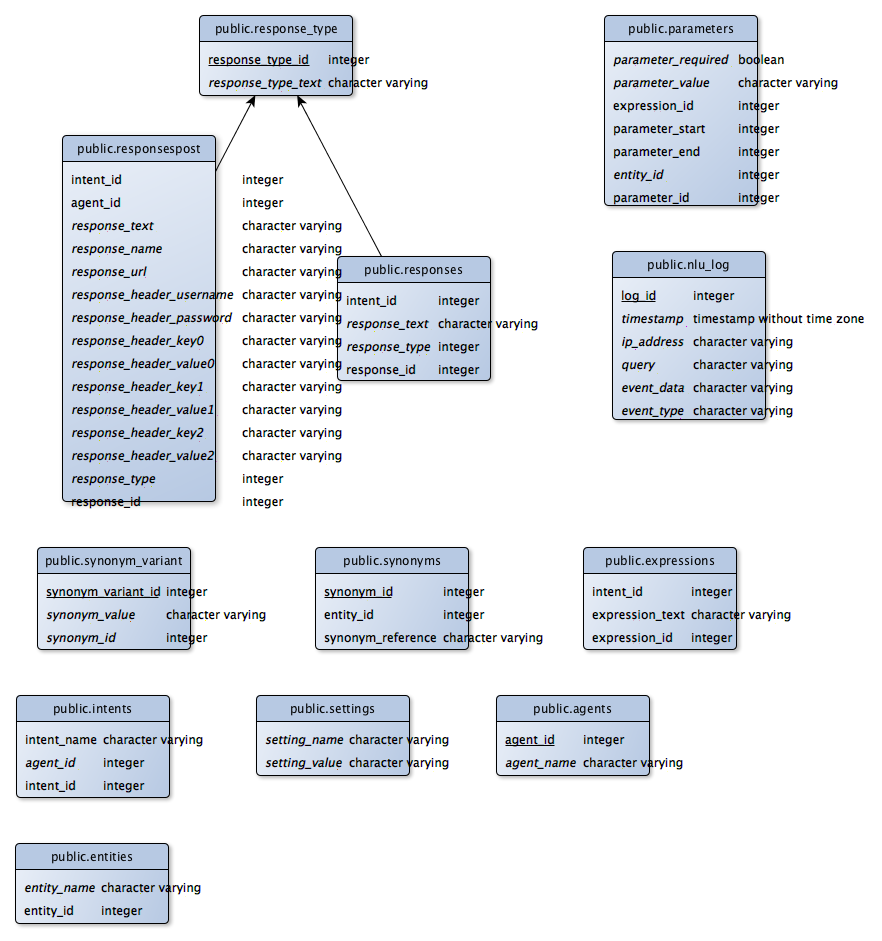 public.response_type
response_type_id integer
response_type_text character varying
public.parameters
parameter_required boolean
parameter_value character varying
expression_id integer
parameter_start integer
parameter_end integer
entity_id integer
parameter_id integer
public.responsespost
intent_id integer
agent_id integer
response_text character varying
response_name character varying
response_url character varying
response_header_username character varying
response_header_password character varying
response_header_key0 character varying
response_header_value0 character varying
response_header_key1 character varying
response_header_value1 character varying
response_header_key2 character varying
response_header_value2 character varying
response_type integer
response_id integer
public.responses
intent_id integer
response_text character varying
response_type integer
response_id integer
public.nlu_log
log_id integer
timestamp timestamp without time zone
ip_address character varying
query character varying
event_data character varying
event_type character varying
public.synonym_variant
synonym_variant_id integer
synonym_value character varying
synonym_id integer
public.synonyms
synonym_id integer
entity_id integer
synonym_reference character varying
public.expressions
intent_id integer
expression_text character varying
expression_id integer
public.intents
intent_name character varying
agent_id integer
intent_id integer
public.settings
setting_name character varying
setting_value character varying
public.agents
agent_id integer
agent_name character varying
public.entities
entity_name character varying
entity_id integer